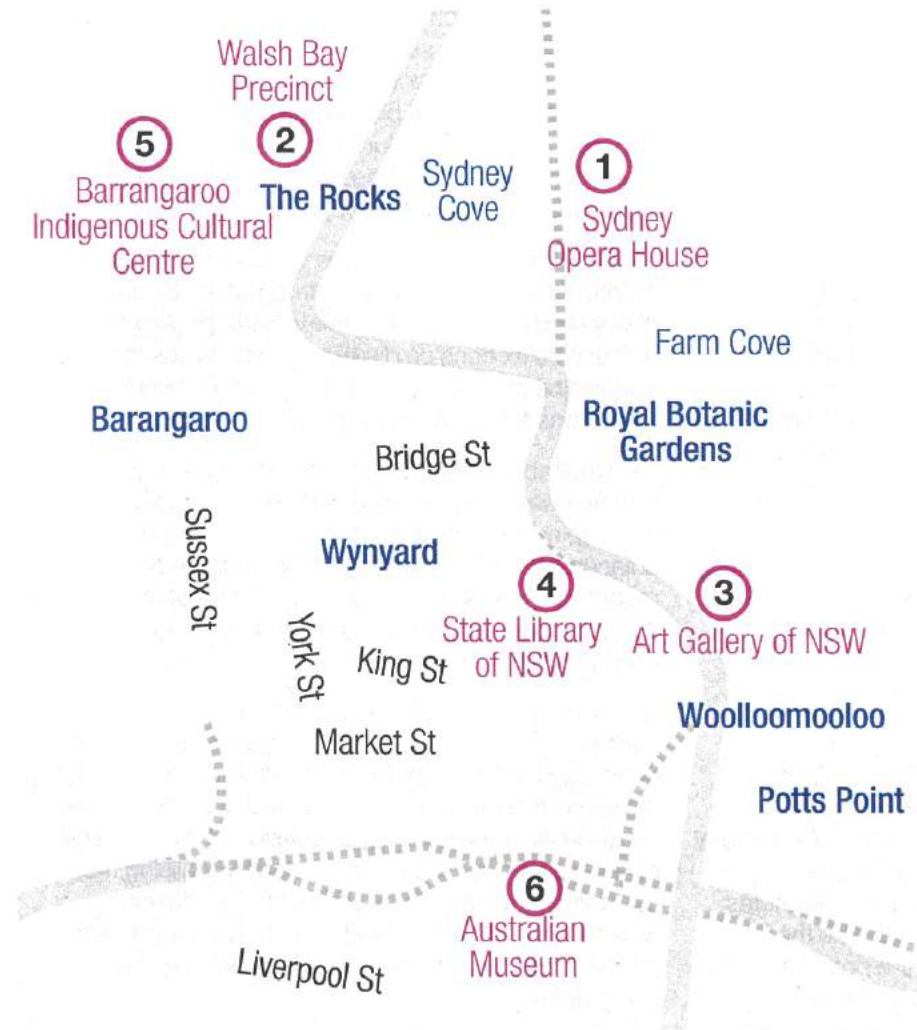 Walsh Bay
Precinct
5
2
1
Barrangaroo
Indigenous Cultural
Centre
The Rocks
Sydney
Cove
Sydney
Opera House
Farm Cove
Barangaroo
Royal Botanic
Gardens
Bridge St
Sussex St
Wynyard
4
State Library
of NSW
3
Art Gallery of NSW
York St
King St
Market St
Woolloomooloo
Potts Point
6
Australian
Museum
Liverpool St